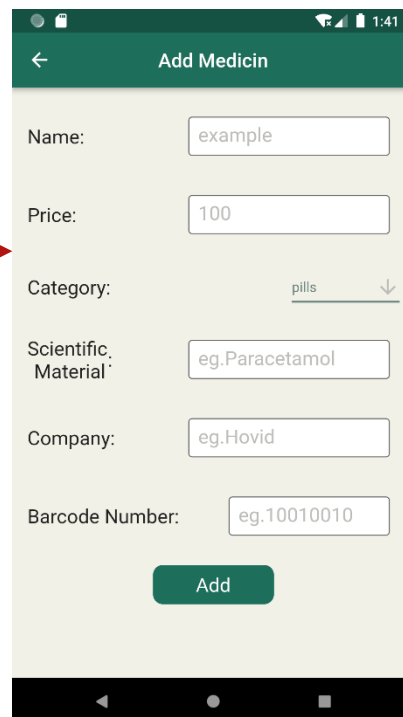 1:41
Add Medicin
Name: example
Price: 100
Category: pills
Scientific
Material : eg.Paracetamol
Company: eg.Hovid
Barcode Number: eg.10010010
Add